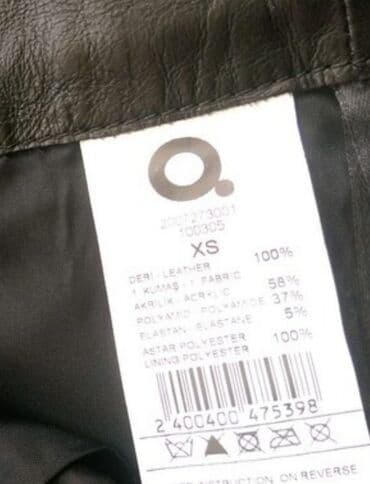 O.
2007273001
100305
XS
DERİ - LEATHER 100%
1. KUMAŞ - 1. FABRIC
AKRİLİK - ACRYLIC 58%
POLYAMİD - POLYAMIDE 37%
ELASTAN - ELASTANE 5%
ASTAR POLYESTER 100%
LINING POLYESTER
2 400400 475398
INSTRUCTION ON REVERSE